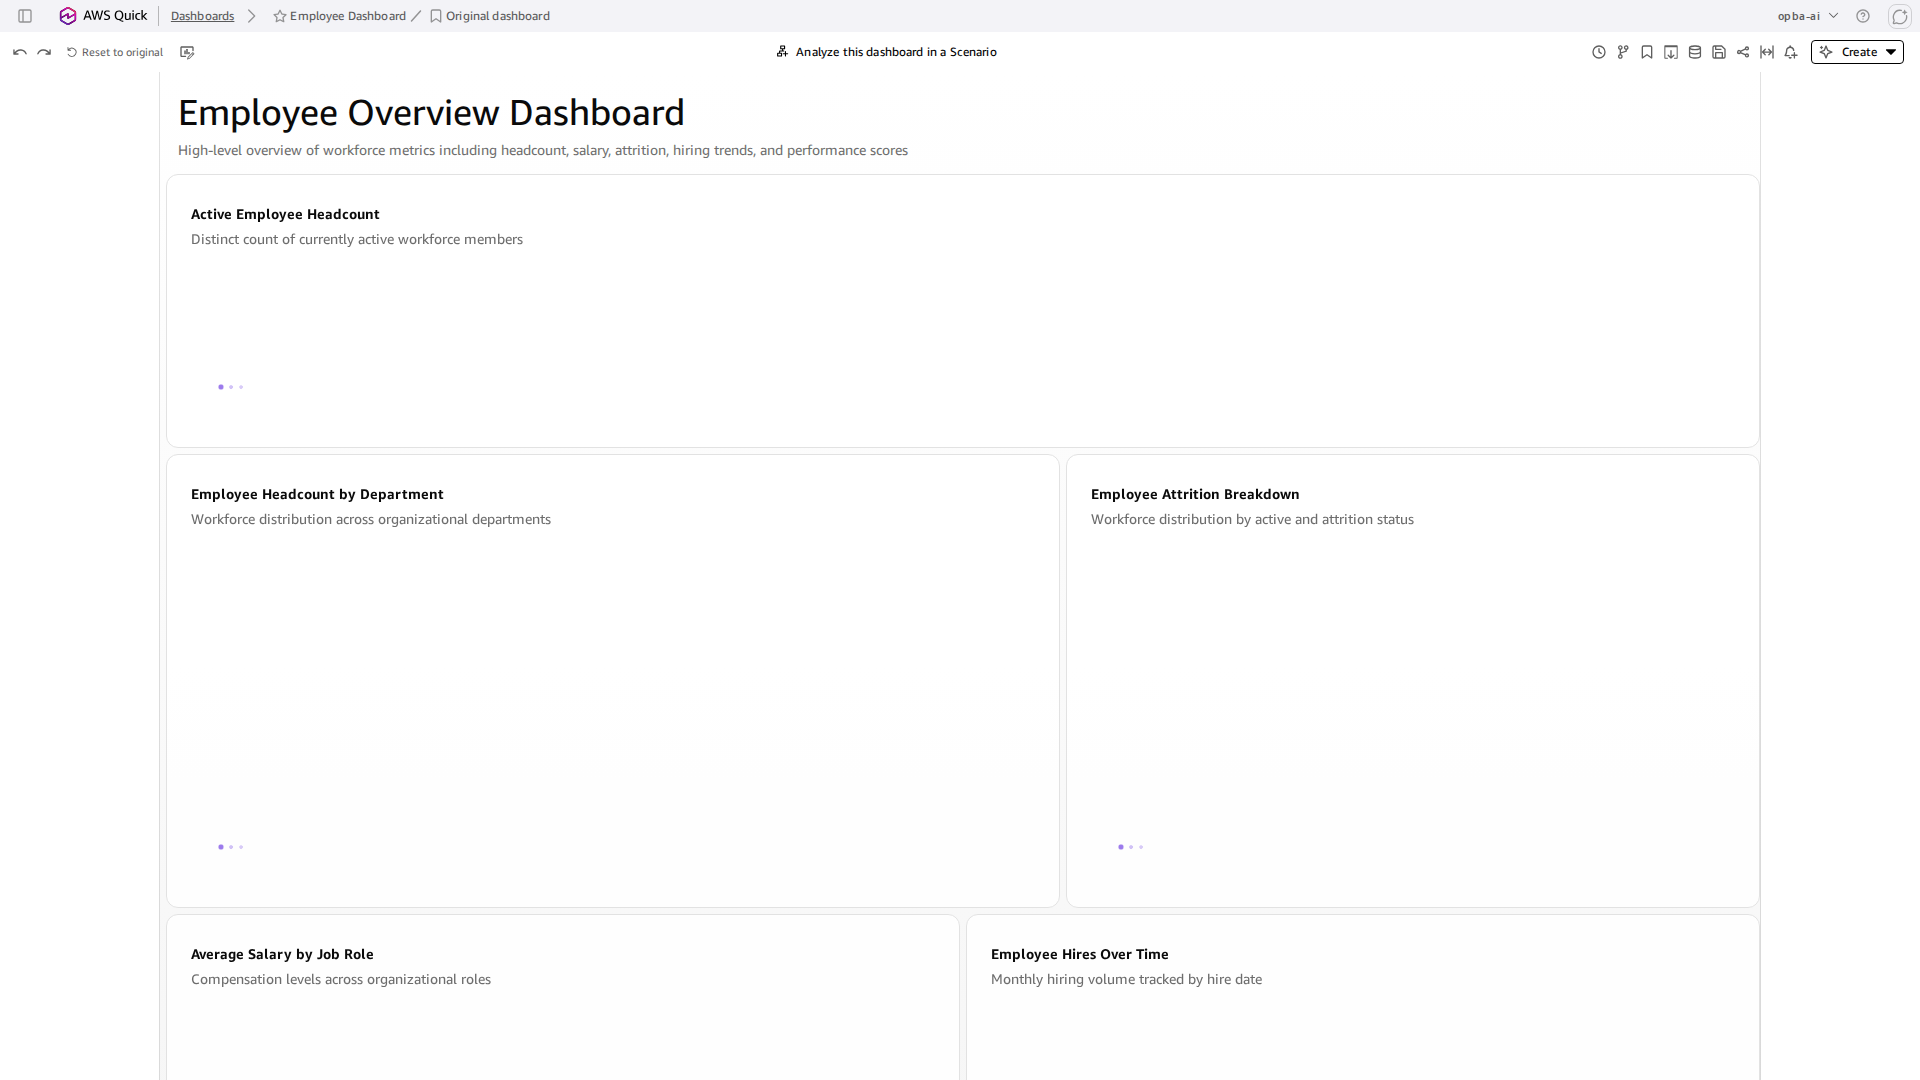 AWS Quick
Dashboards
Employee Dashboard
Original dashboard
opba-ai
Reset to original
Analyze this dashboard in a Scenario
Create
Employee Overview Dashboard
High-level overview of workforce metrics including headcount, salary, attrition, hiring trends, and performance scores
Active Employee Headcount
Distinct count of currently active workforce members
Employee Headcount by Department
Workforce distribution across organizational departments
Employee Attrition Breakdown
Workforce distribution by active and attrition status
Average Salary by Job Role
Compensation levels across organizational roles
Employee Hires Over Time
Monthly hiring volume tracked by hire date